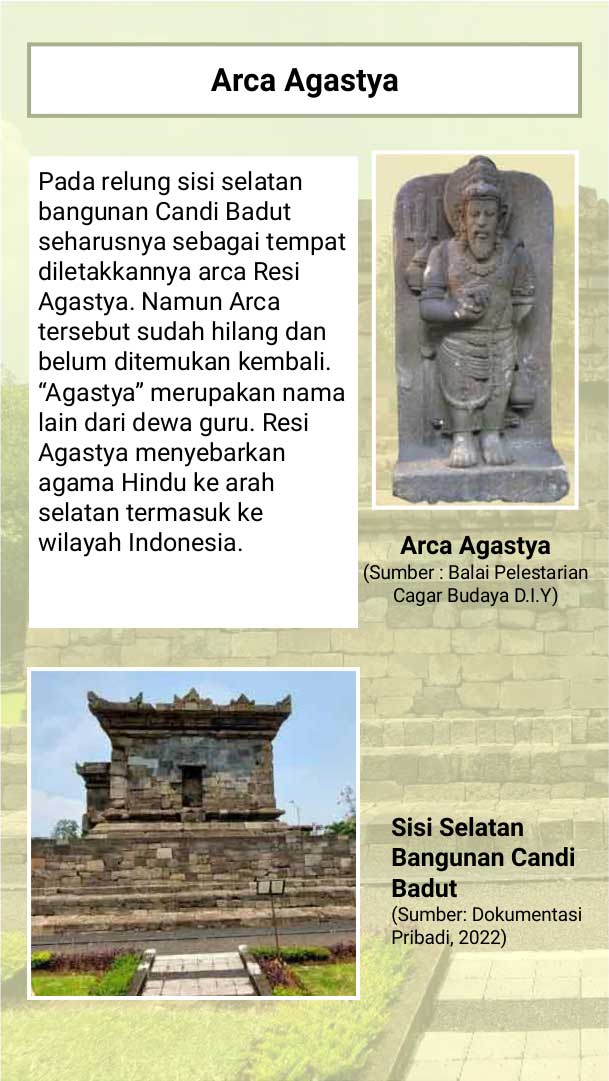 Arca Agastya
Pada relung sisi selatan
bangunan Candi Badut
seharusnya sebagai tempat
diletakkannya arca Resi
Agastya. Namun Arca
tersebut sudah hilang dan
belum ditemukan kembali.
“Agastya” merupakan nama
lain dari dewa guru. Resi
Agastya menyebarkan
agama Hindu ke arah
selatan termasuk ke
wilayah Indonesia.
Arca Agastya
(Sumber : Balai Pelestarian
Cagar Budaya D.I.Y)
Sisi Selatan
Bangunan Candi
Badut
(Sumber: Dokumentasi
Pribadi, 2022)